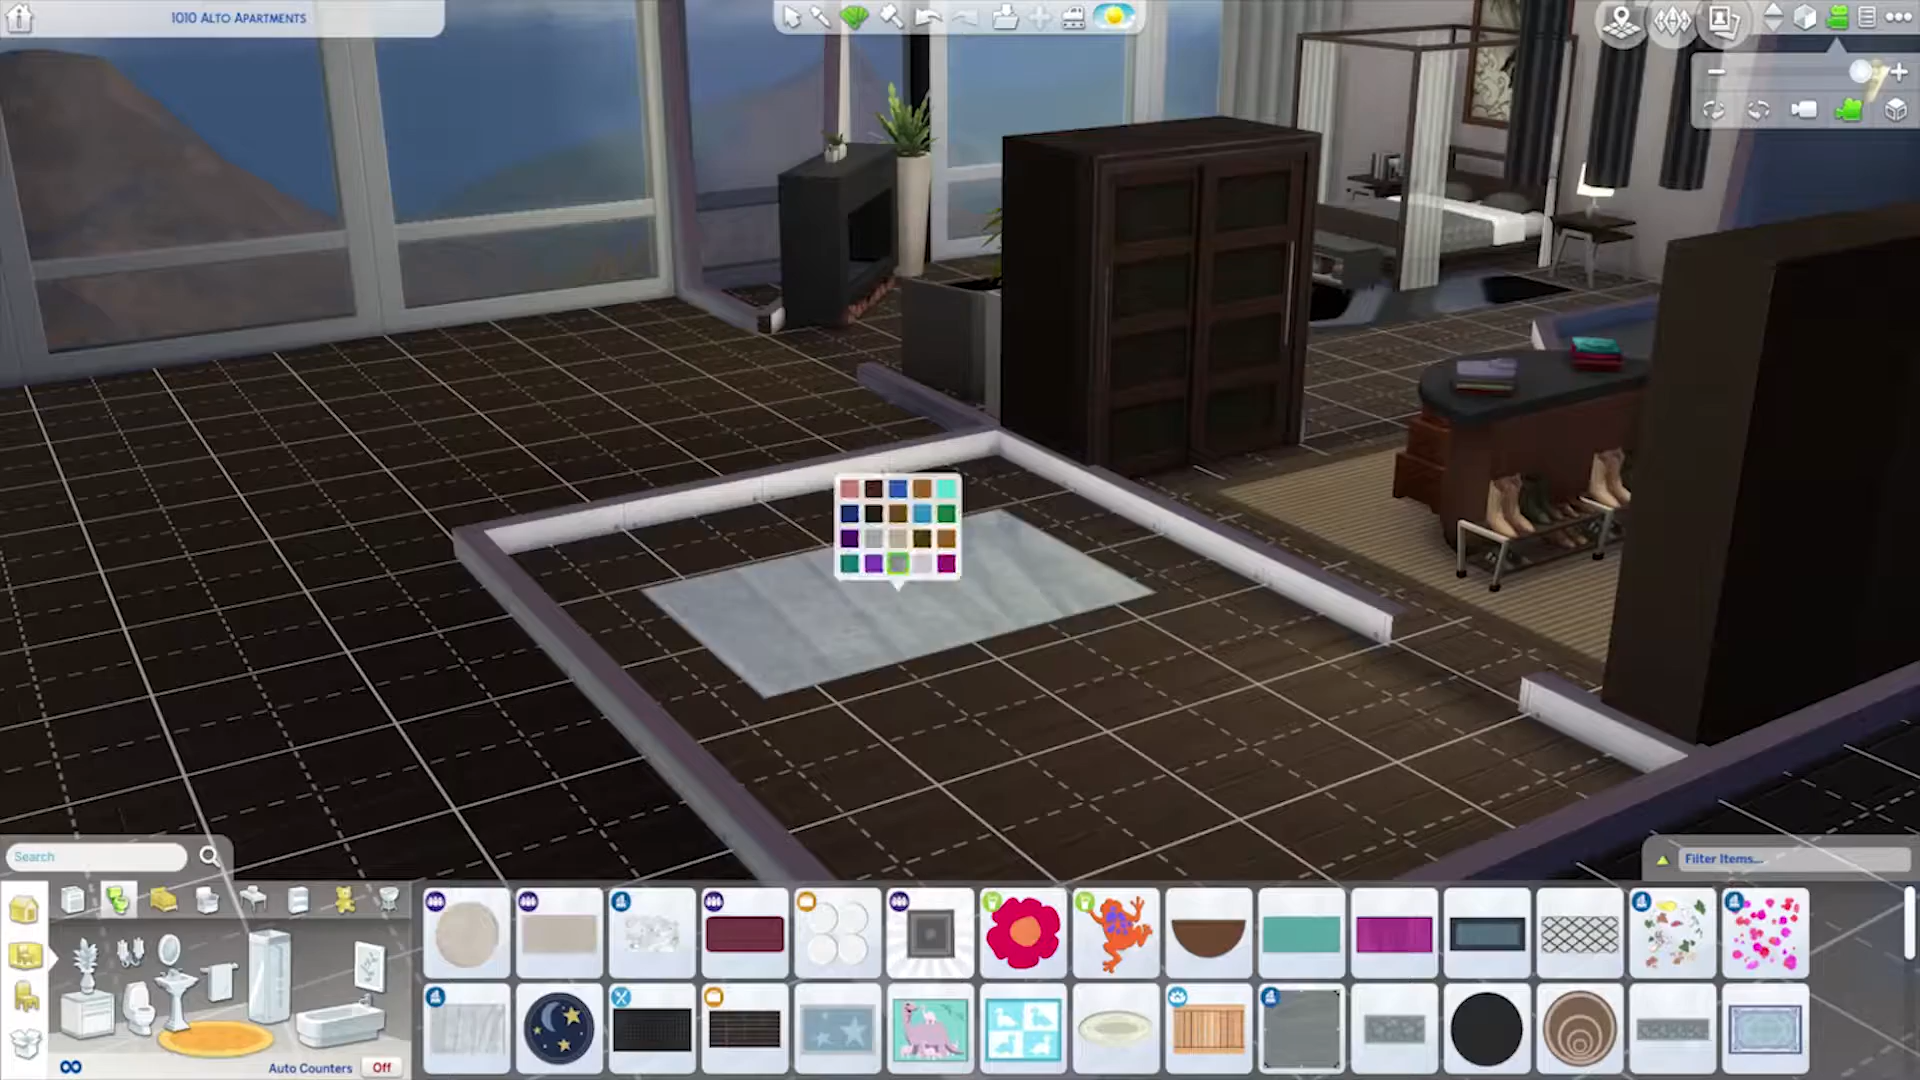 1010 Alto Apartments
Search
Filter Items...
Auto Counters
Off